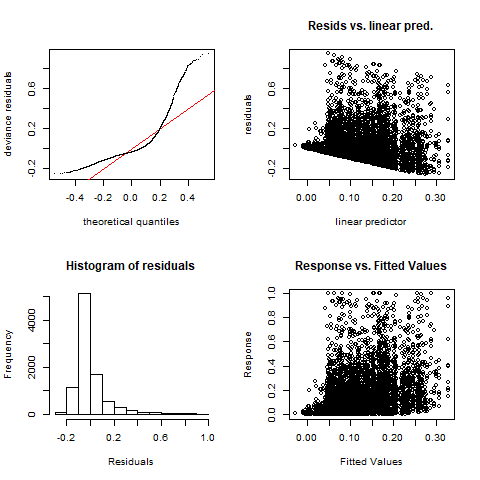 deviance residuals
-0.2 0.2 0.6
-0.4 -0.2 0.0 0.2 0.4
theoretical quantiles
Resids vs. linear pred.
residuals
-0.2 0.2 0.6
0.00 0.10 0.20 0.30
linear predictor
Histogram of residuals
Frequency
0 2000 4000
-0.2 0.2 0.6 1.0
Residuals
Response vs. Fitted Values
Response
0.0 0.2 0.4 0.6 0.8 1.0
0.00 0.10 0.20 0.30
Fitted Values